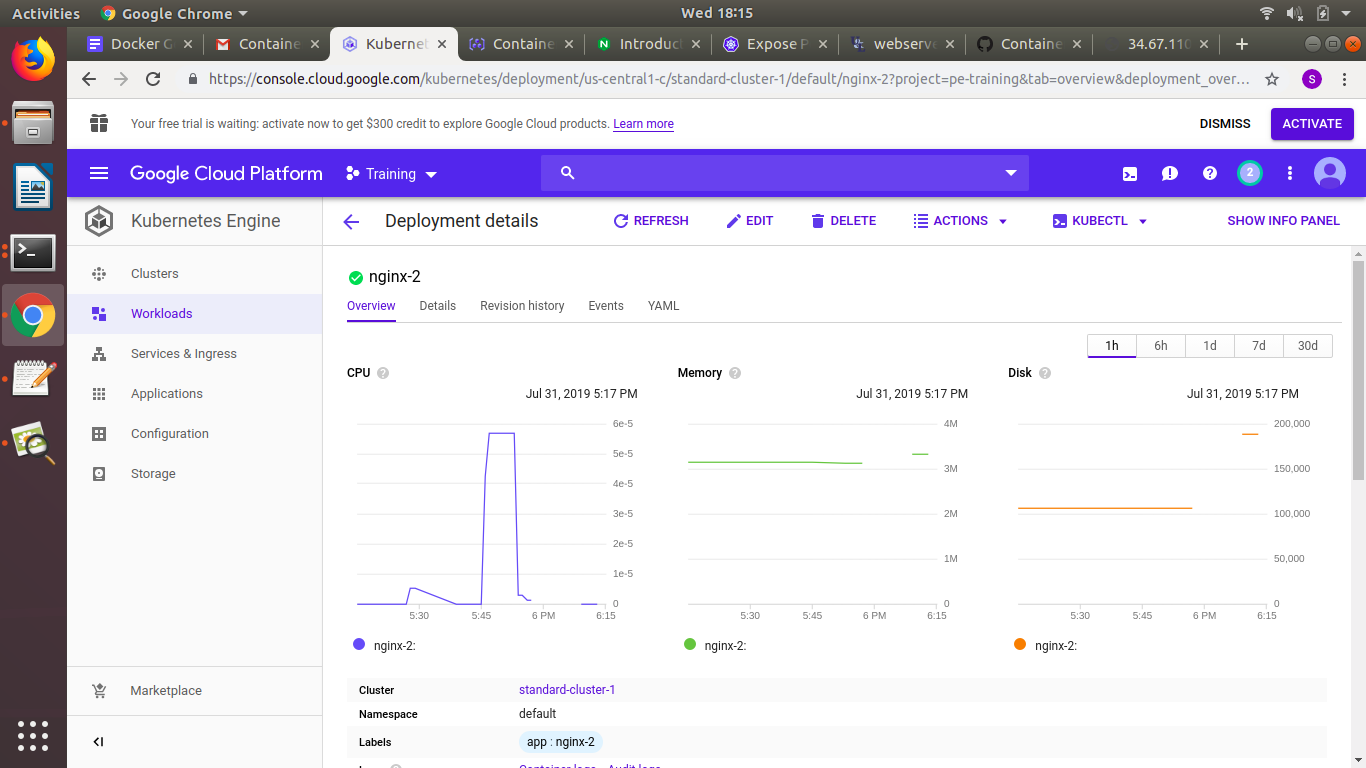 Activities Google Chrome Wed 18:15
Docker G Containe Kubernet Containe Introduc Expose P webserve Containe 34.67.110
https://console.cloud.google.com/kubernetes/deployment/us-central1-c/standard-cluster-1/default/nginx-2?project=pe-training&tab=overview&deployment_over... S
Your free trial is waiting: activate now to get $300 credit to explore Google Cloud products. Learn more DISMISS ACTIVATE
Google Cloud Platform Training 2
Kubernetes Engine Deployment details REFRESH EDIT DELETE ACTIONS KUBECTL SHOW INFO PANEL
Clusters
Workloads
Services & Ingress
Applications
Configuration
Storage
Marketplace
nginx-2
Overview Details Revision history Events YAML
1h 6h 1d 7d 30d
CPU Memory Disk
Jul 31, 2019 5:17 PM Jul 31, 2019 5:17 PM Jul 31, 2019 5:17 PM
6e-5 4M 200,000
5e-5
3M 150,000
4e-5
3e-5 2M 100,000
2e-5
1M 50,000
1e-5
0 0 0
5:30 5:45 6 PM 6:15 5:30 5:45 6 PM 6:15 5:30 5:45 6 PM 6:15
nginx-2: nginx-2: nginx-2:
Cluster standard-cluster-1
Namespace default
Labels app : nginx-2